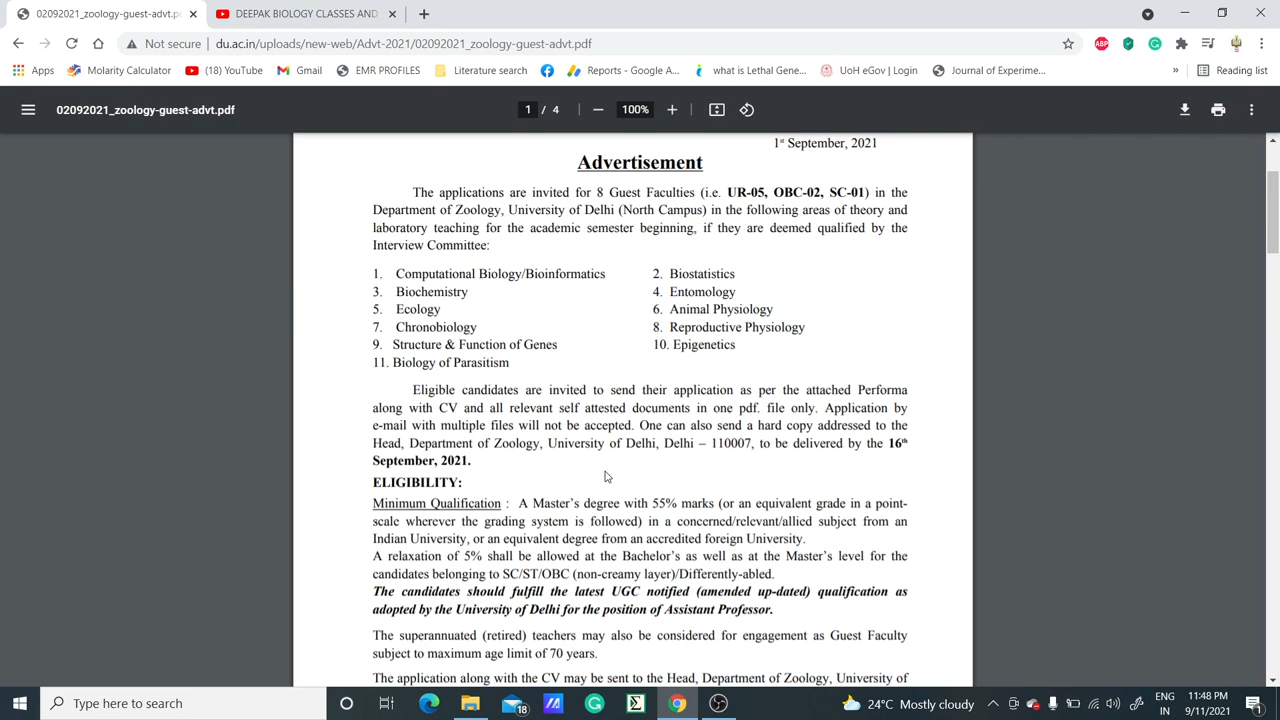 02092021_zoology-guest-advt.pdf
DEEPAK BIOLOGY CLASSES AND
Not secure
du.ac.in/uploads/new-web/Advt-2021/02092021_zoology-guest-advt.pdf
ABP
Apps
Molarity Calculator
(18) YouTube
Gmail
EMR PROFILES
Literature search
Reports - Google A...
what is Lethal Gene...
UoH eGov | Login
Journal of Experime...
»
Reading list
02092021_zoology-guest-advt.pdf
1 / 4
100%
1st September, 2021
Advertisement
The applications are invited for 8 Guest Faculties (i.e. UR-05, OBC-02, SC-01) in the
Department of Zoology, University of Delhi (North Campus) in the following areas of theory and
laboratory teaching for the academic semester beginning, if they are deemed qualified by the
Interview Committee:
1. Computational Biology/Bioinformatics
2. Biostatistics
3. Biochemistry
4. Entomology
5. Ecology
6. Animal Physiology
7. Chronobiology
8. Reproductive Physiology
9. Structure & Function of Genes
10. Epigenetics
11. Biology of Parasitism
Eligible candidates are invited to send their application as per the attached Performa
along with CV and all relevant self attested documents in one pdf. file only. Application by
e-mail with multiple files will not be accepted. One can also send a hard copy addressed to the
Head, Department of Zoology, University of Delhi, Delhi – 110007, to be delivered by the 16th
September, 2021.
ELIGIBILITY:
Minimum Qualification : A Master's degree with 55% marks (or an equivalent grade in a point-
scale wherever the grading system is followed) in a concerned/relevant/allied subject from an
Indian University, or an equivalent degree from an accredited foreign University.
A relaxation of 5% shall be allowed at the Bachelor's as well as at the Master's level for the
candidates belonging to SC/ST/OBC (non-creamy layer)/Differently-abled.
The candidates should fulfill the latest UGC notified (amended up-dated) qualification as
adopted by the University of Delhi for the position of Assistant Professor.
The superannuated (retired) teachers may also be considered for engagement as Guest Faculty
subject to maximum age limit of 70 years.
The application along with the CV may be sent to the Head, Department of Zoology, University of
Type here to search
18
24°C Mostly cloudy
ENG
IN
11:48 PM
9/11/2021